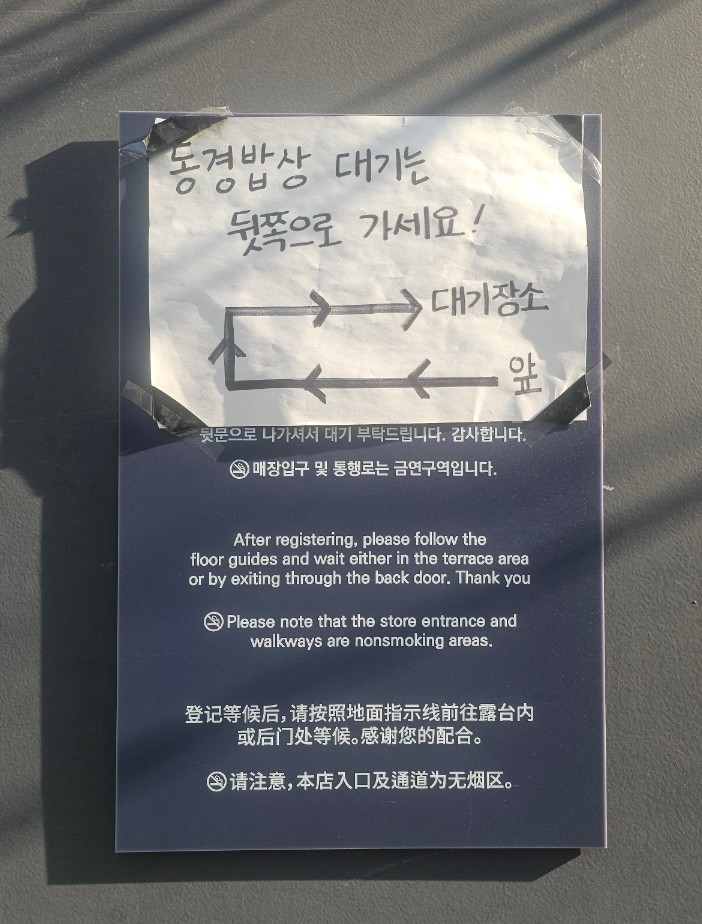 동경밥상 대기는
뒷쪽으로 가세요!
대기장소
앞
뒷문으로 나가셔서 대기 부탁드립니다. 감사합니다.
매장입구 및 통행로는 금연구역입니다.
After registering, please follow the
floor guides and wait either in the terrace area
or by exiting through the back door. Thank you
Please note that the store entrance and
walkways are nonsmoking areas.
登记等候后，请按照地面指示线前往露台内
或后门处等候。感谢您的配合。
请注意，本店入口及通道为无烟区。